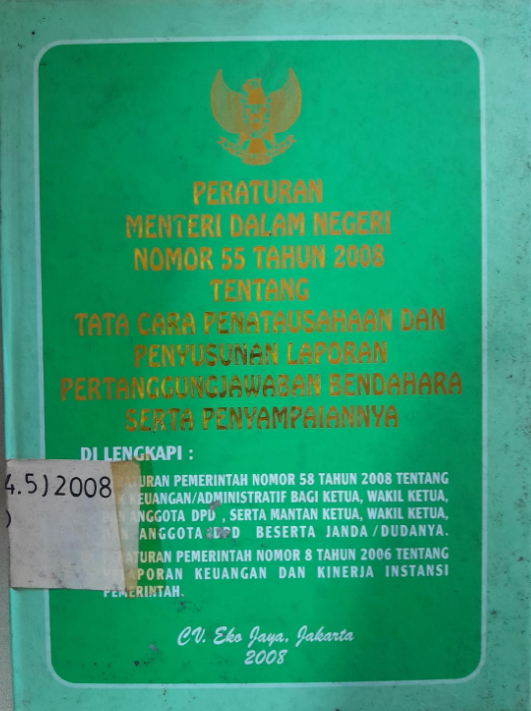 PERATURAN
MENTERI DALAM NEGERI
NOMOR 55 TAHUN 2008
TENTANG
TATA CARA PENATAUSAHAAN DAN
PENYUSUNAN LAPORAN
PERTANGGUNGJAWABAN BENDAHARA
SERTA PENYAMPAIANNYA
DI LENGKAPI :
PEMERINTAH NOMOR 58 TAHUN 2008 TENTANG
KEUANGAN/ADMINISTRATIF BAGI KETUA, WAKIL KETUA,
ANGGOTA DPD , SERTA MANTAN KETUA, WAKIL KETUA,
ANGGOTA DPD BESERTA JANDA /DUDANYA.
PEMERINTAH NOMOR 8 TAHUN 2006 TENTANG
KEUANGAN DAN KINERJA INSTANSI
PEMERINTAH.
4.5) 2008
)
CV. Eko Jaya, Jakarta
2008